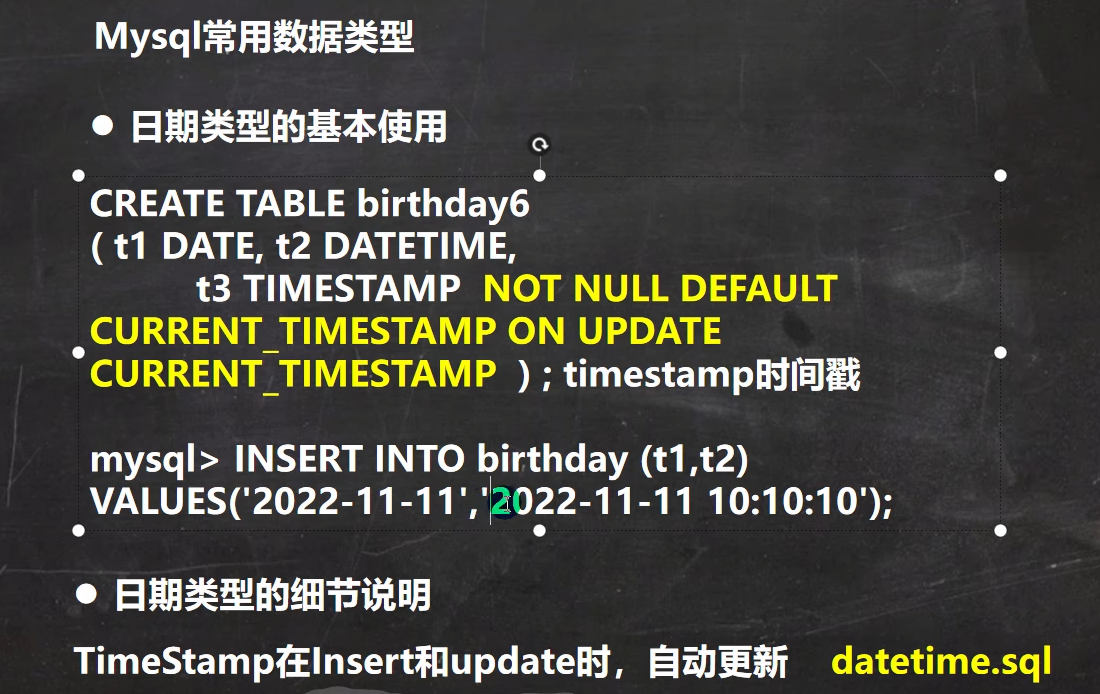 Mysql常用数据类型
● 日期类型的基本使用
CREATE TABLE birthday6
( t1 DATE, t2 DATETIME,
t3 TIMESTAMP NOT NULL DEFAULT
CURRENT_TIMESTAMP ON UPDATE
CURRENT_TIMESTAMP ) ; timestamp时间戳
mysql> INSERT INTO birthday (t1,t2)
VALUES('2022-11-11','2022-11-11 10:10:10');
● 日期类型的细节说明
TimeStamp在Insert和update时，自动更新 datetime.sql